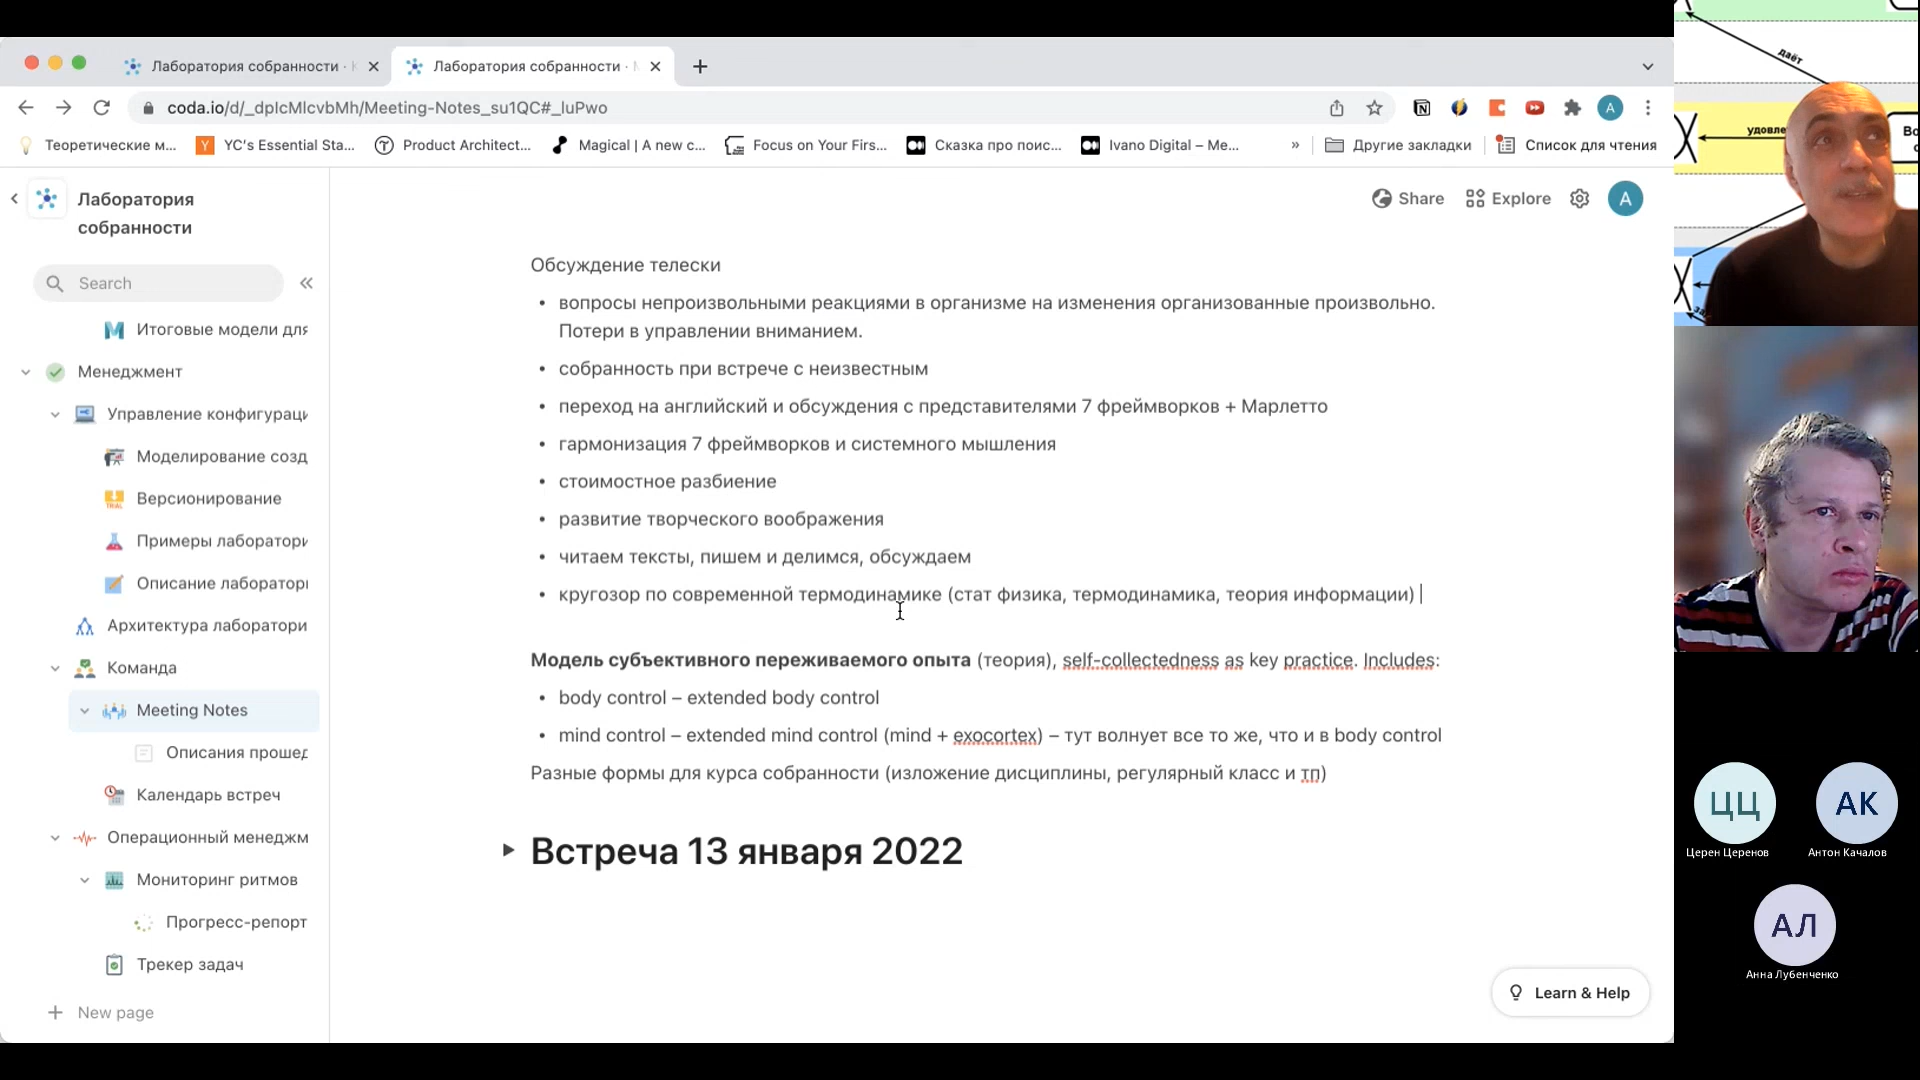 Лаборатория собранности ·
Лаборатория собранности ·
coda.io/d/_dplcMlcvbMh/Meeting-Notes_su1QC#_luPwo
Теоретические м...
YC's Essential Sta...
Product Architect...
Magical | A new c...
Focus on Your Firs...
Сказка про поис...
Ivano Digital – Me...
»
Другие закладки
Список для чтения
Лаборатория
собранности
Search
Итоговые модели для
Менеджмент
Управление конфигураци
Моделирование созд
Версионирование
Примеры лаборатори
Описание лаборатор
Архитектура лаборатори
Команда
Meeting Notes
Описания прошед
Календарь встреч
Операционный менеджм
Мониторинг ритмов
Прогресс-репорт
Трекер задач
New page
Share
Explore
A
Обсуждение телески
• вопросы непроизвольными реакциями в организме на изменения организованные произвольно.
Потери в управлении вниманием.
• собранность при встрече с неизвестным
• переход на английский и обсуждения с представителями 7 фреймворков + Марлетто
• гармонизация 7 фреймворков и системного мышления
• стоимостное разбиение
• развитие творческого воображения
• читаем тексты, пишем и делимся, обсуждаем
• кругозор по современной термодинамике (стат физика, термодинамика, теория информации)
Модель субъективного переживаемого опыта (теория), self-collectedness as key practice. Includes:
• body control – extended body control
• mind control – extended mind control (mind + exocortex) – тут волнует все то же, что и в body control
Разные формы для курса собранности (изложение дисциплины, регулярный класс и тп)
Встреча 13 января 2022
Learn & Help
даёт
удовле
ЦЦ
Церен Церенов
АК
Антон Качалов
АЛ
Анна Лубенченко